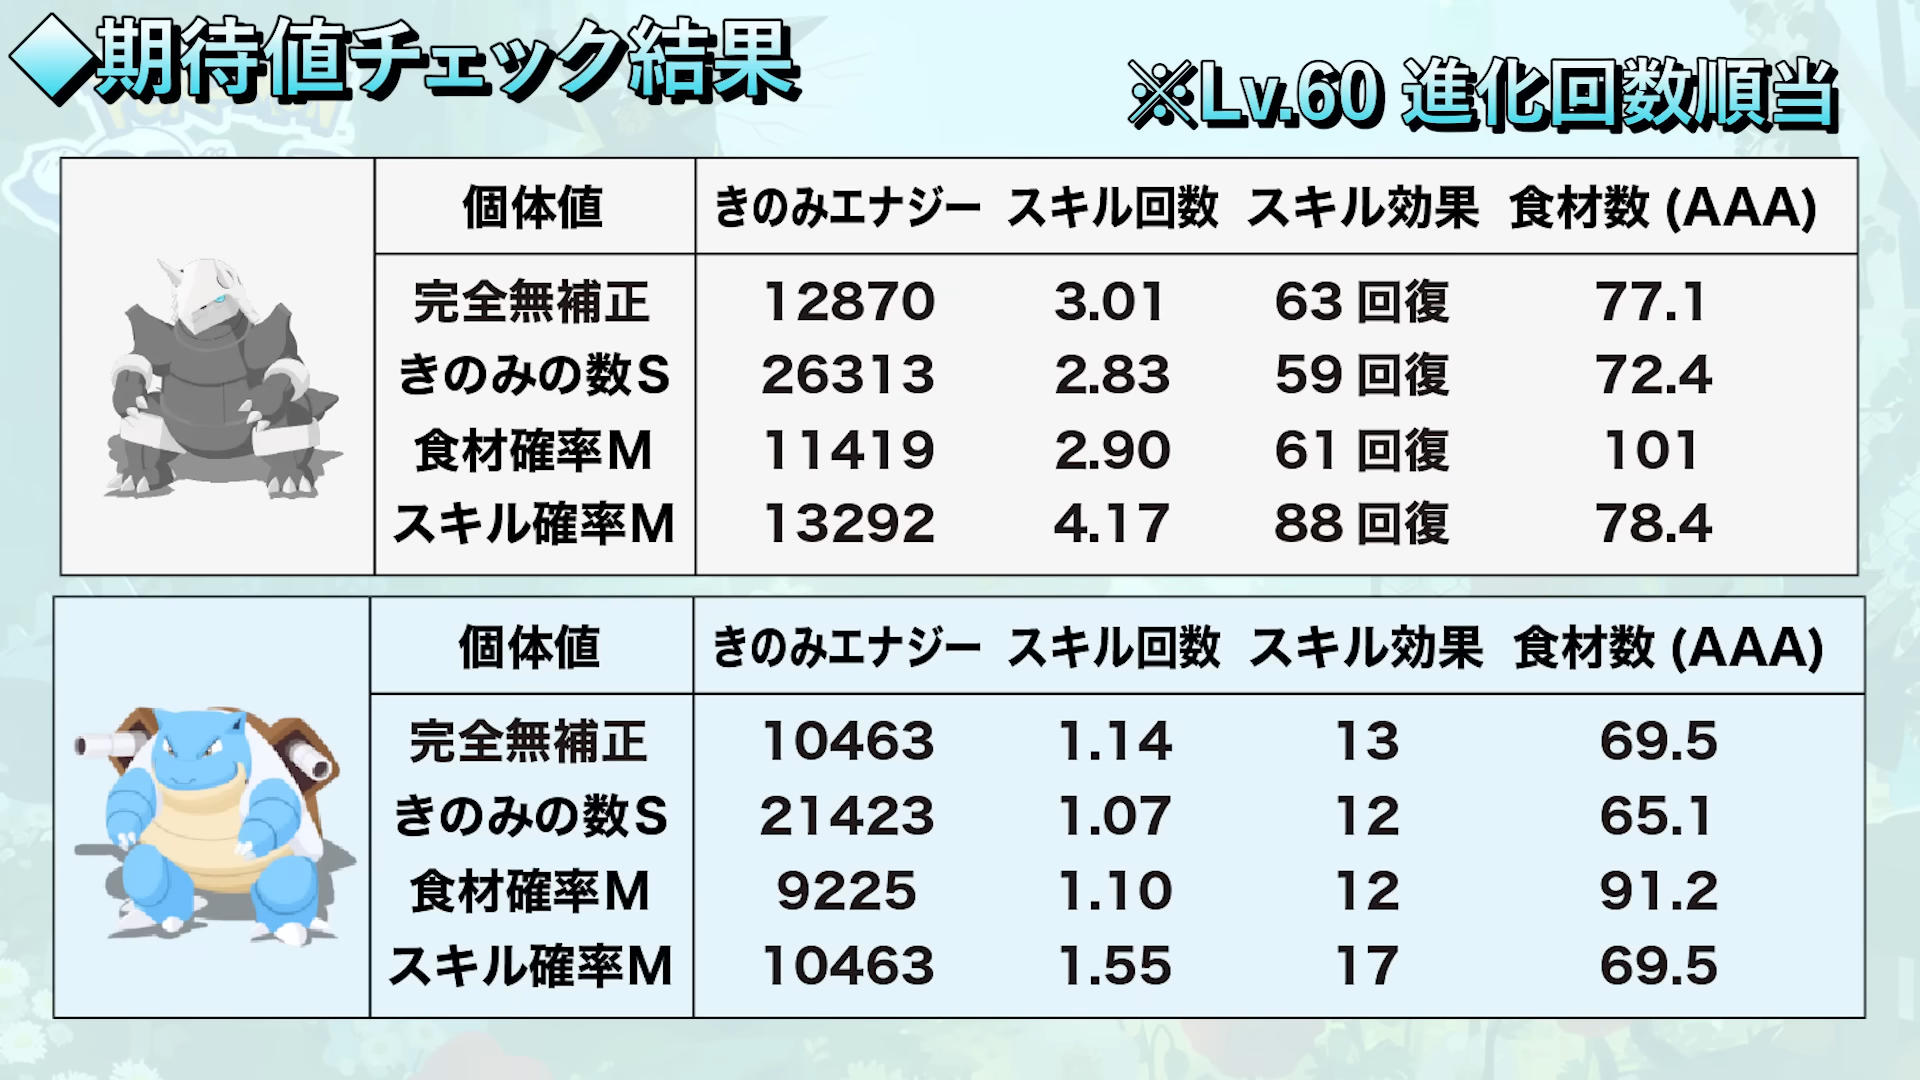 ◆期待値チェック結果
※Lv.60 進化回数順当
個体値 きのみエナジー スキル回数 スキル効果 食材数 (AAA)
完全無補正 12870 3.01 63 回復 77.1
きのみの数S 26313 2.83 59 回復 72.4
食材確率M 11419 2.90 61 回復 101
スキル確率M 13292 4.17 88 回復 78.4
個体値 きのみエナジー スキル回数 スキル効果 食材数 (AAA)
完全無補正 10463 1.14 13 69.5
きのみの数S 21423 1.07 12 65.1
食材確率M 9225 1.10 12 91.2
スキル確率M 10463 1.55 17 69.5